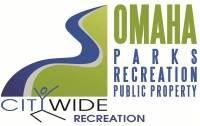 OMAHA
PARKS
RECREATION
PUBLIC PROPERTY
CITYWIDE
RECREATION